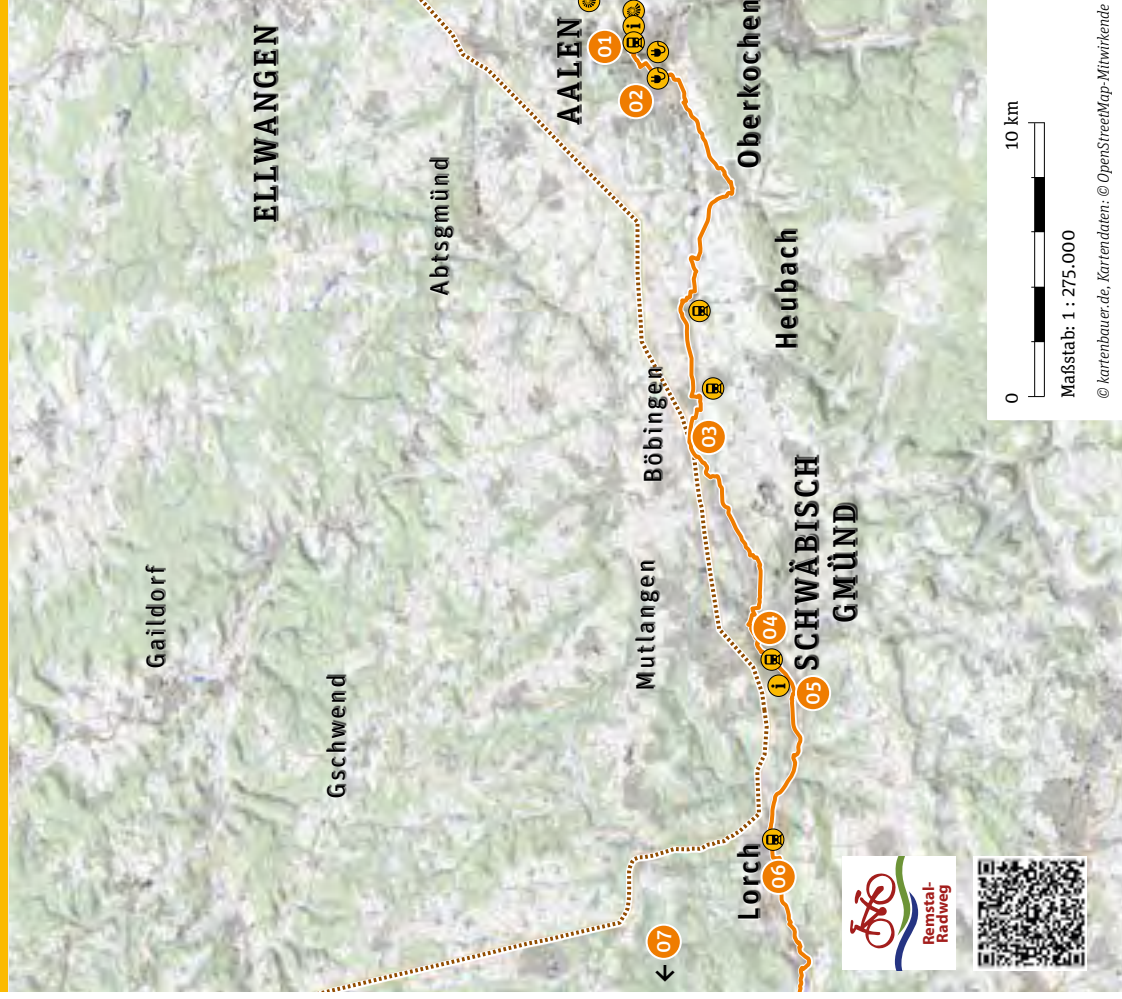 ELLWANGEN
Gaildorf
Gschwend
Abtsgmünd
AALEN
01
02
Oberkochen
Heubach
Böbingen
03
Mutlangen
SCHWÄBISCH
GMÜND
04
i
i
05
Lorch
06
← 07
Remstal-
Radweg
0 10 km
Maßstab: 1 : 275.000
© kartenbauer.de, Kartendaten: © OpenStreetMap-Mitwirkende